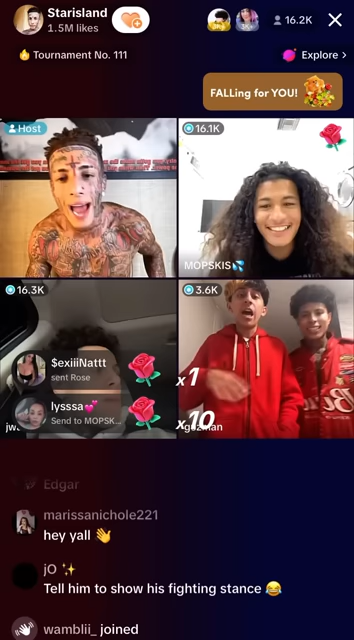 Starisland
1.5M likes
16.2K
Tournament No. 111
Explore >
FALLing for YOU!
Host
16.1K
MOPSKIS💦
16.3K
3.6K
$exiiiNattt
sent Rose
x1
lysssa💕
Send to MOPSK...
x10
Edgar
marissanichole221
hey yall 👋
jO ✨
Tell him to show his fighting stance 😂
wamblii_ joined